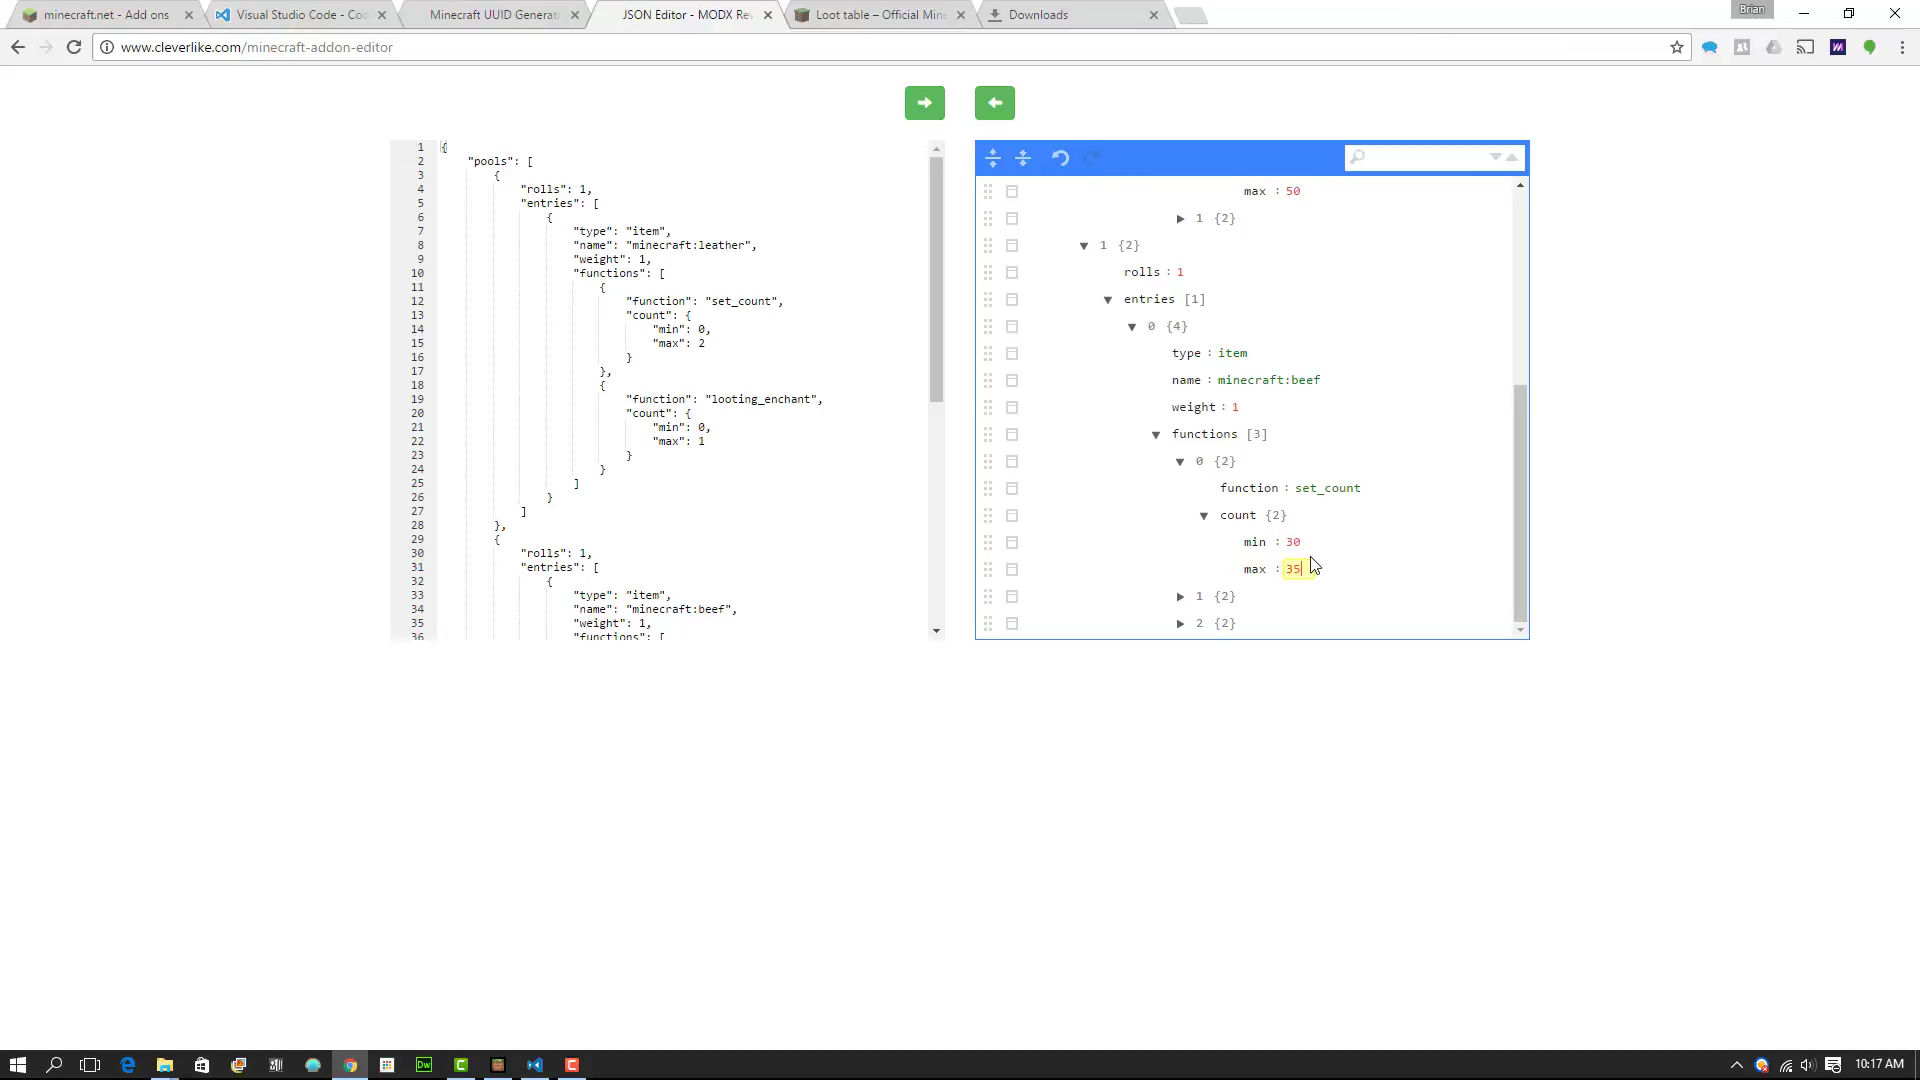 minecraft.net - Add ons
Visual Studio Code - Co
Minecraft UUID Generat
JSON Editor - MODX Re
Loot table – Official Min
Downloads
Brian
www.cleverlike.com/minecraft-addon-editor
1 {
2 "pools": [
3 {
4 "rolls": 1,
5 "entries": [
6 {
7 "type": "item",
8 "name": "minecraft:leather",
9 "weight": 1,
10 "functions": [
11 {
12 "function": "set_count",
13 "count": {
14 "min": 0,
15 "max": 2
16 }
17 },
18 {
19 "function": "looting_enchant",
20 "count": {
21 "min": 0,
22 "max": 1
23 }
24 }
25 ]
26 }
27 ]
28 },
29 {
30 "rolls": 1,
31 "entries": [
32 {
33 "type": "item",
34 "name": "minecraft:beef",
35 "weight": 1,
36 "functions": [
max : 50
1 {2}
1 {2}
rolls : 1
entries [1]
0 {4}
type : item
name : minecraft:beef
weight : 1
functions [3]
0 {2}
function : set_count
count {2}
min : 30
max : 35
1 {2}
2 {2}
Dw
10:17 AM